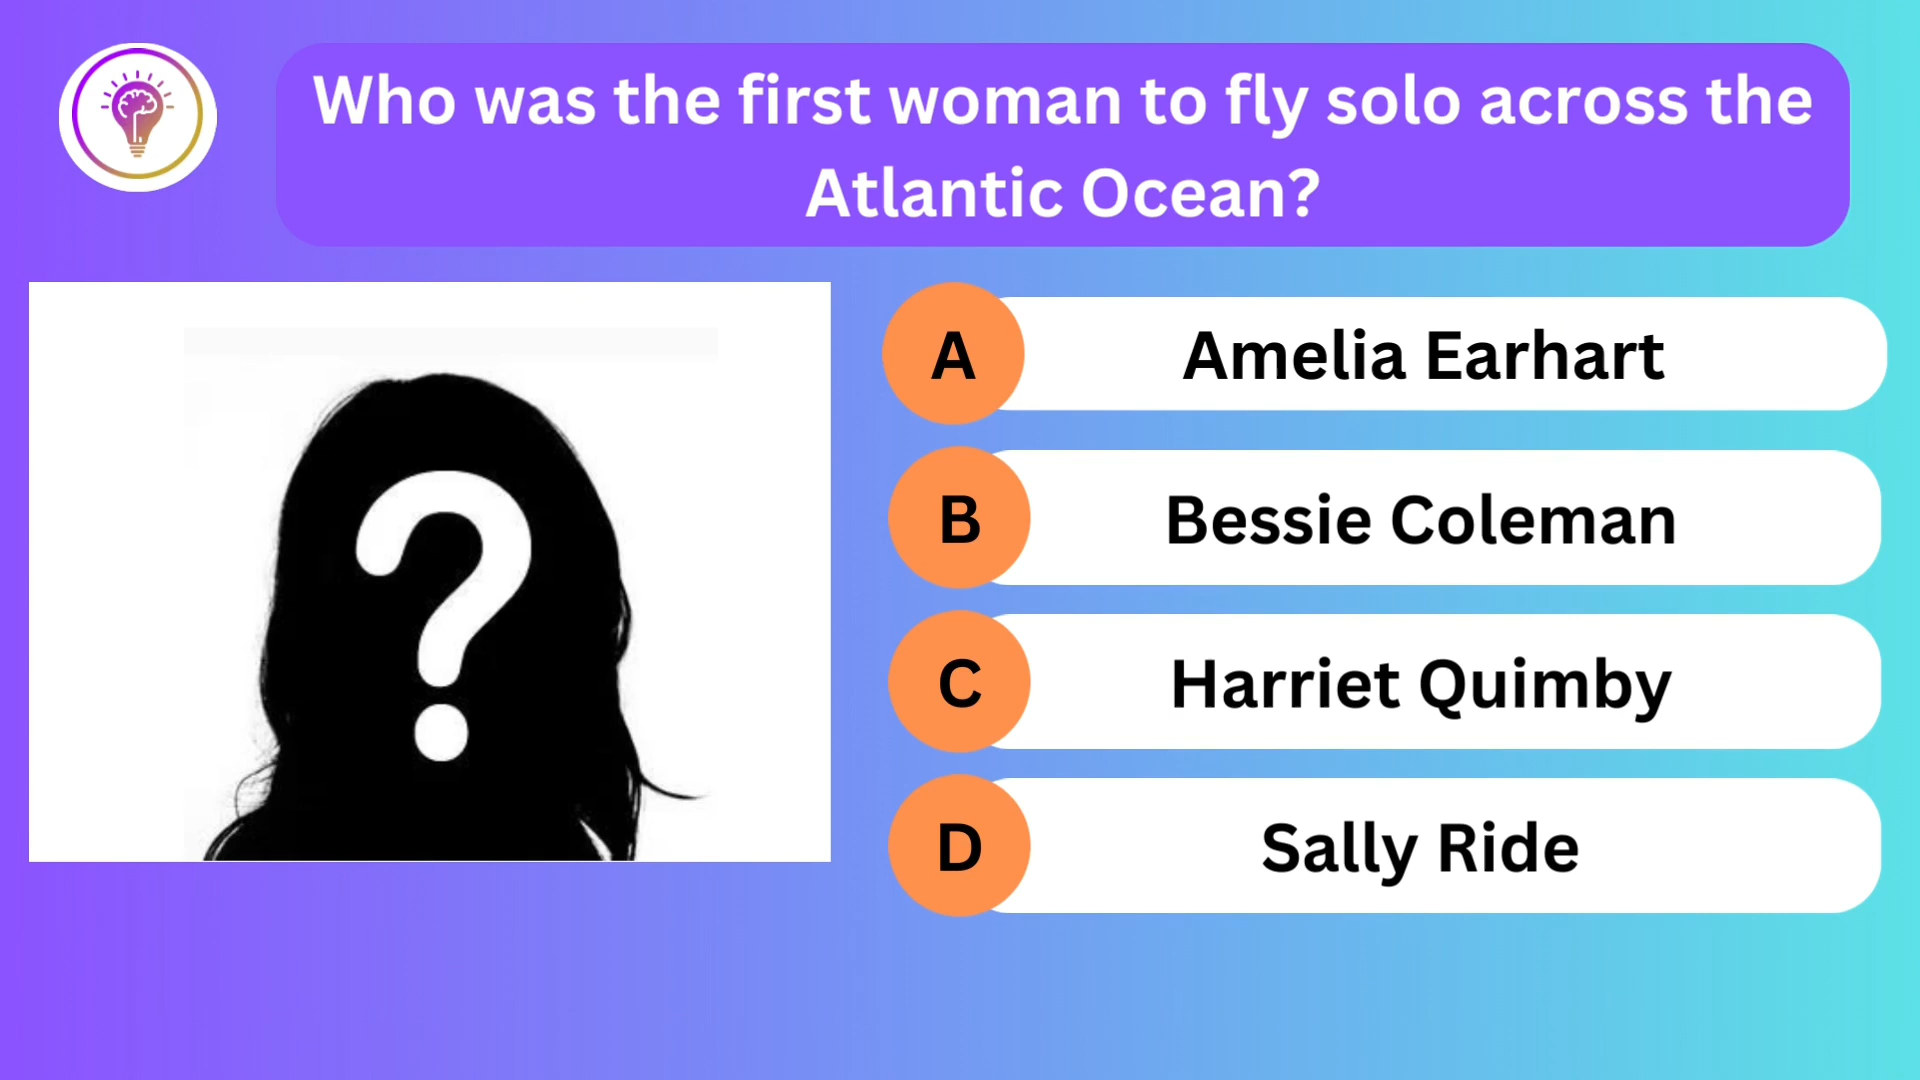 Who was the first woman to fly solo across the
Atlantic Ocean?
?
A Amelia Earhart
B Bessie Coleman
C Harriet Quimby
D Sally Ride